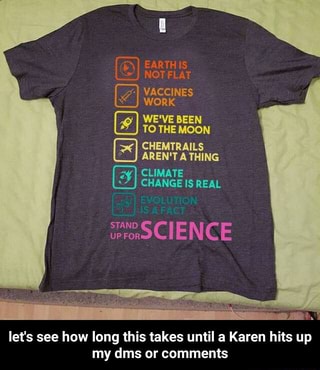 EARTH IS
NOT FLAT
VACCINES
WORK
WE'VE BEEN
TO THE MOON
CHEMTRAILS
AREN'T A THING
CLIMATE
CHANGE IS REAL
EVOLUTION
IS A FACT
STAND
UP FOR SCIENCE
let's see how long this takes until a Karen hits up
my dms or comments